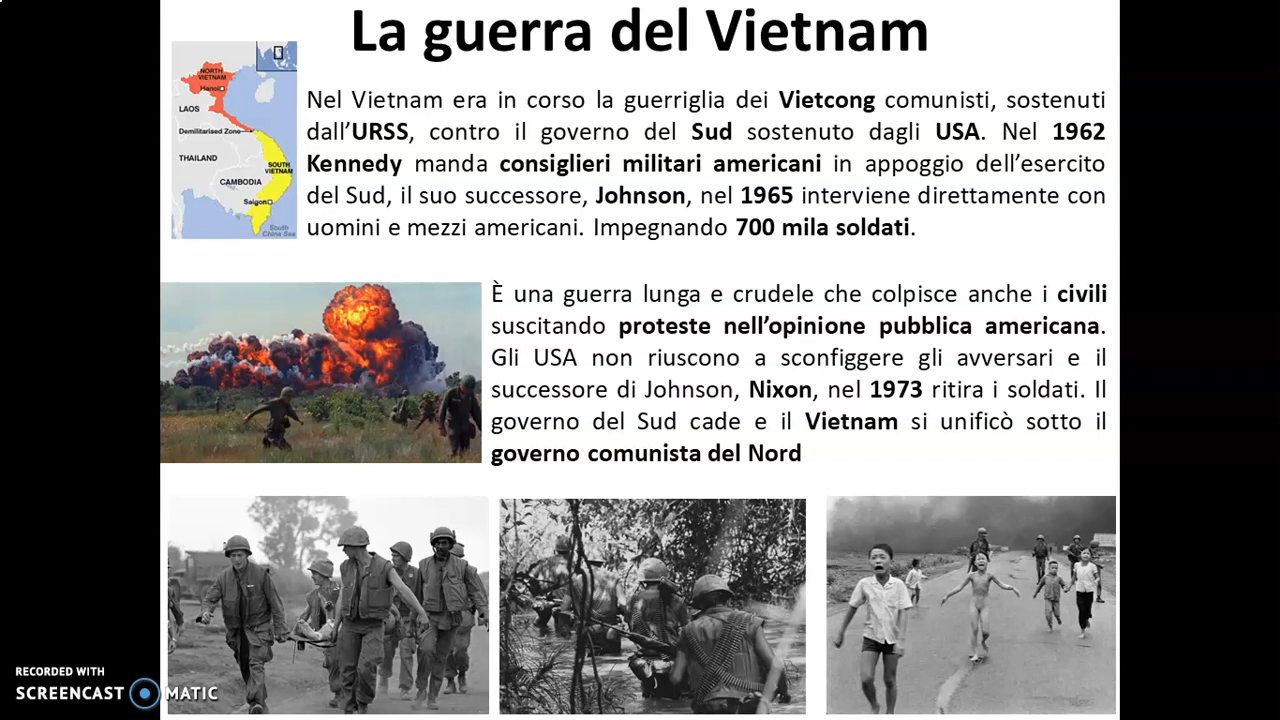 La guerra del Vietnam
NORTH
VIETNAM
Hanoi
LAOS
Demilitarised Zone
THAILAND
SOUTH
VIETNAM
CAMBODIA
Saigon
South
China Sea
Nel Vietnam era in corso la guerriglia dei Vietcong comunisti, sostenuti
dall’URSS, contro il governo del Sud sostenuto dagli USA. Nel 1962
Kennedy manda consiglieri militari americani in appoggio dell’esercito
del Sud, il suo successore, Johnson, nel 1965 interviene direttamente con
uomini e mezzi americani. Impegnando 700 mila soldati.
È una guerra lunga e crudele che colpisce anche i civili
suscitando proteste nell’opinione pubblica americana.
Gli USA non riuscono a sconfiggere gli avversari e il
successore di Johnson, Nixon, nel 1973 ritira i soldati. Il
governo del Sud cade e il Vietnam si unificò sotto il
governo comunista del Nord
RECORDED WITH
SCREENCAST MATIC